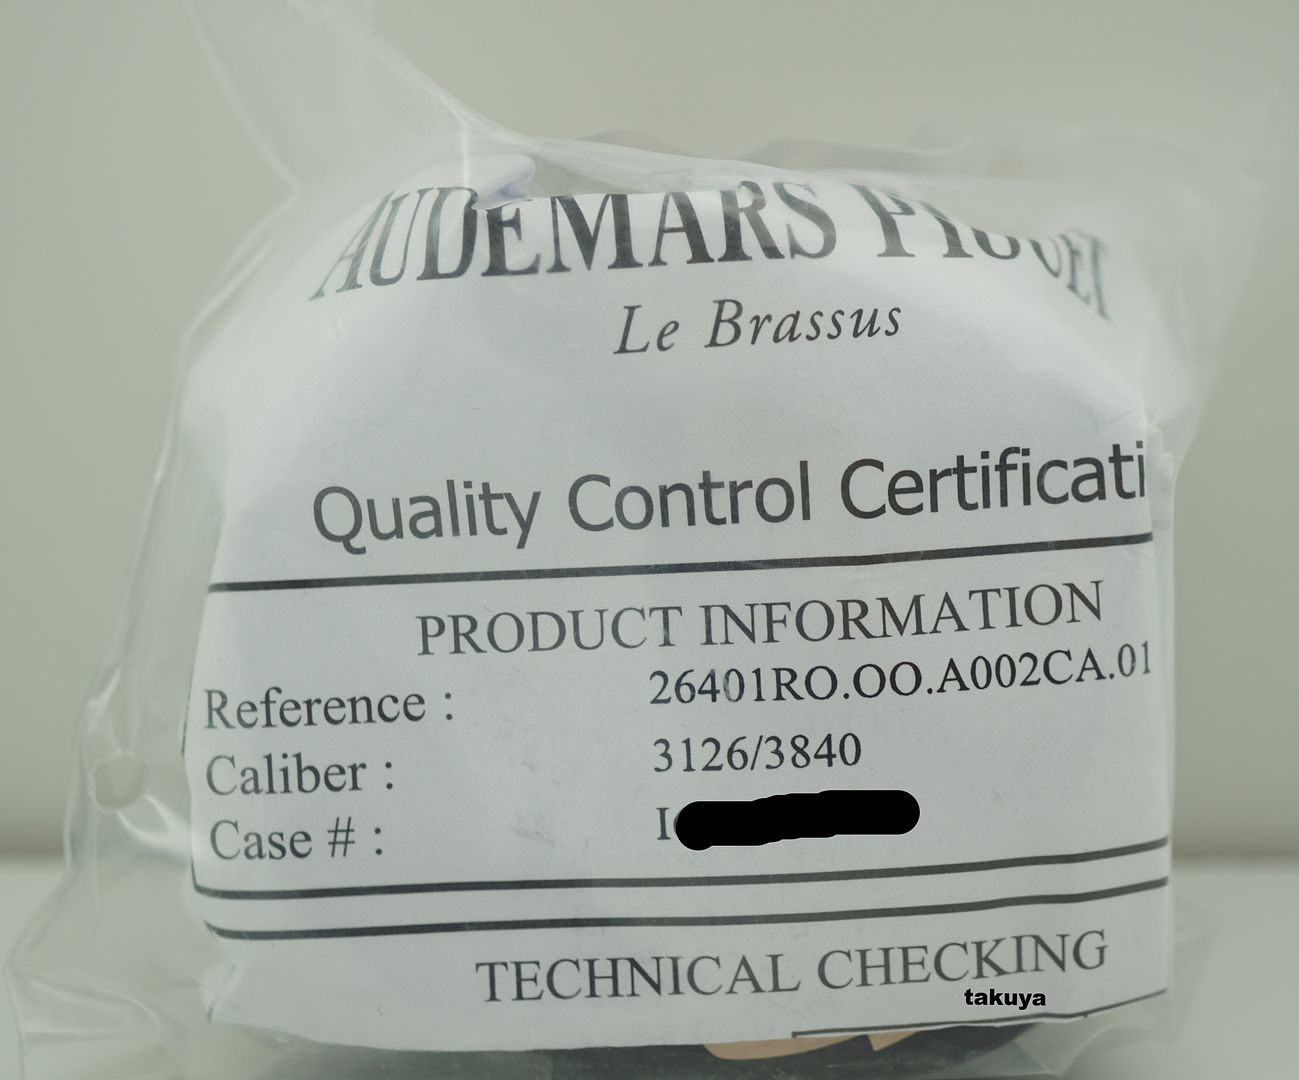 AUDEMARS PIGUET
Le Brassus
Quality Control Certificati
PRODUCT INFORMATION
Reference : 26401RO.OO.A002CA.01
Caliber : 3126/3840
Case # : I
TECHNICAL CHECKING
takuya